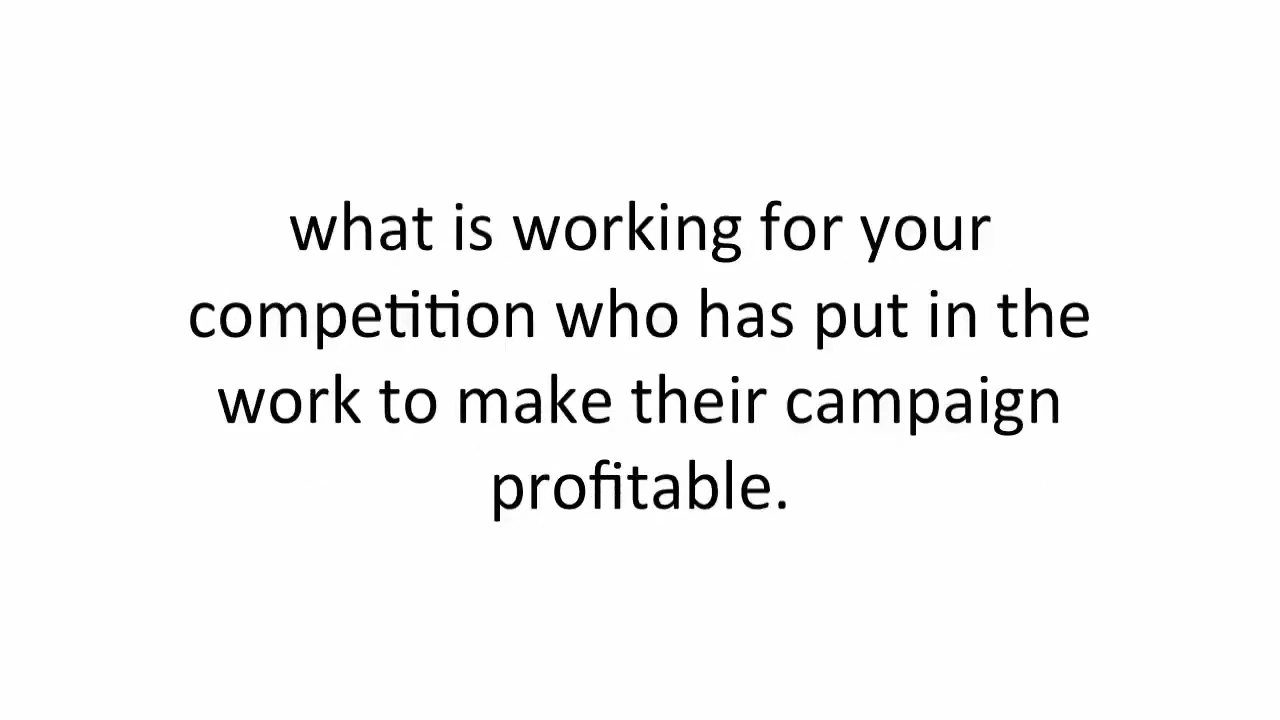 what is working for your
competition who has put in the
work to make their campaign
profitable.